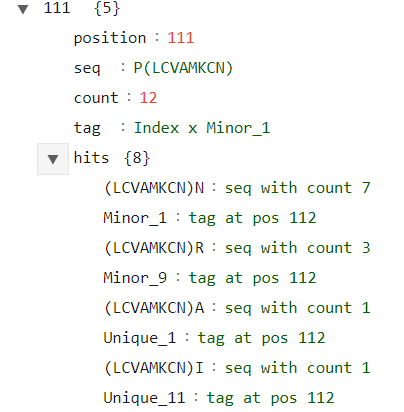 111 {5}
position : 111
seq : P(LCVAMKCN)
count : 12
tag : Index x Minor_1
hits {8}
(LCVAMKCN)N : seq with count 7
Minor_1 : tag at pos 112
(LCVAMKCN)R : seq with count 3
Minor_9 : tag at pos 112
(LCVAMKCN)A : seq with count 1
Unique_1 : tag at pos 112
(LCVAMKCN)I : seq with count 1
Unique_11 : tag at pos 112